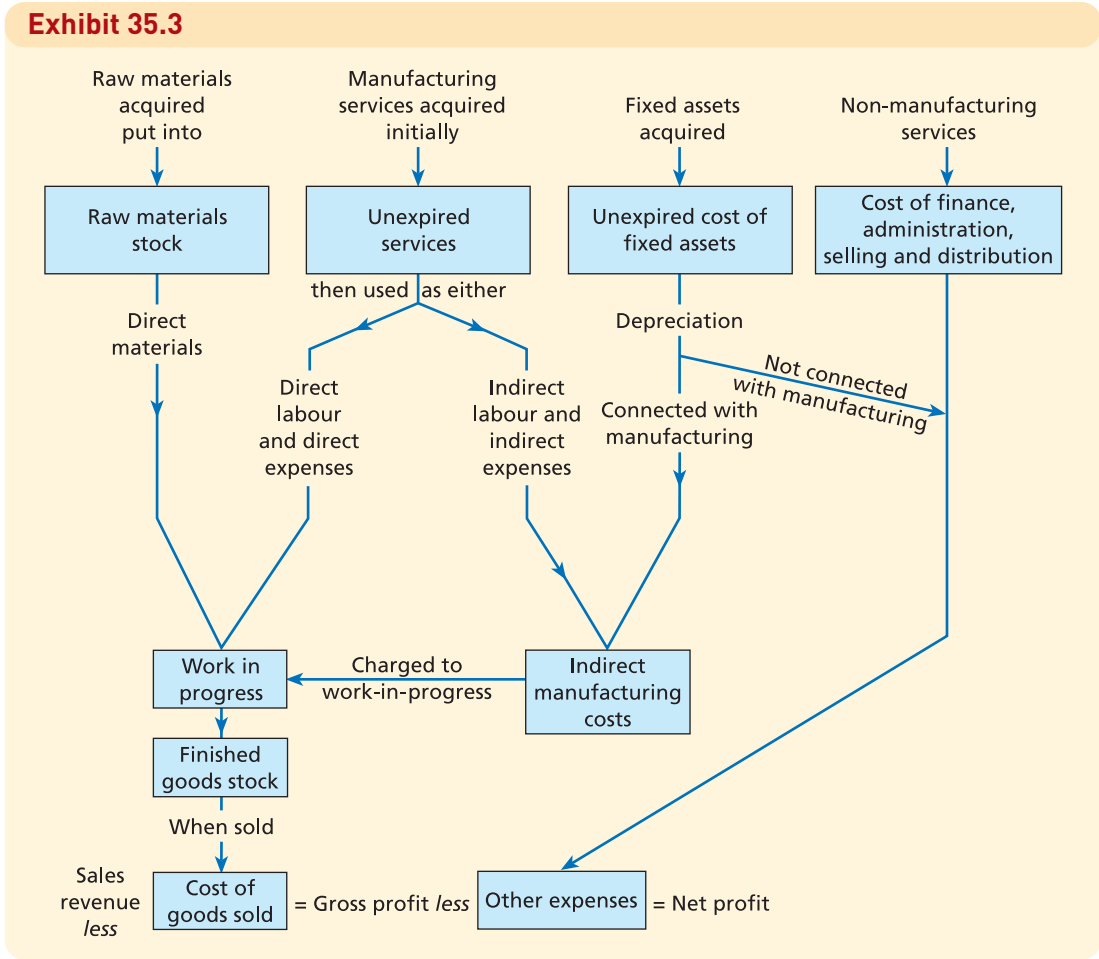 Exhibit 35.3
Raw materials
acquired
put into
Manufacturing
services acquired
initially
Fixed assets
acquired
Non-manufacturing
services
Raw materials
stock
Unexpired
services
Unexpired cost of
fixed assets
Cost of finance,
administration,
selling and distribution
then used as either
Direct
materials
Depreciation
Not connected
with manufacturing
Direct
labour
and direct
expenses
Indirect
labour and
indirect
expenses
Connected with
manufacturing
Work in
progress
Charged to
work-in-progress
Indirect
manufacturing
costs
Finished
goods stock
When sold
Sales
revenue
less
Cost of
goods sold
= Gross profit less
Other expenses
= Net profit